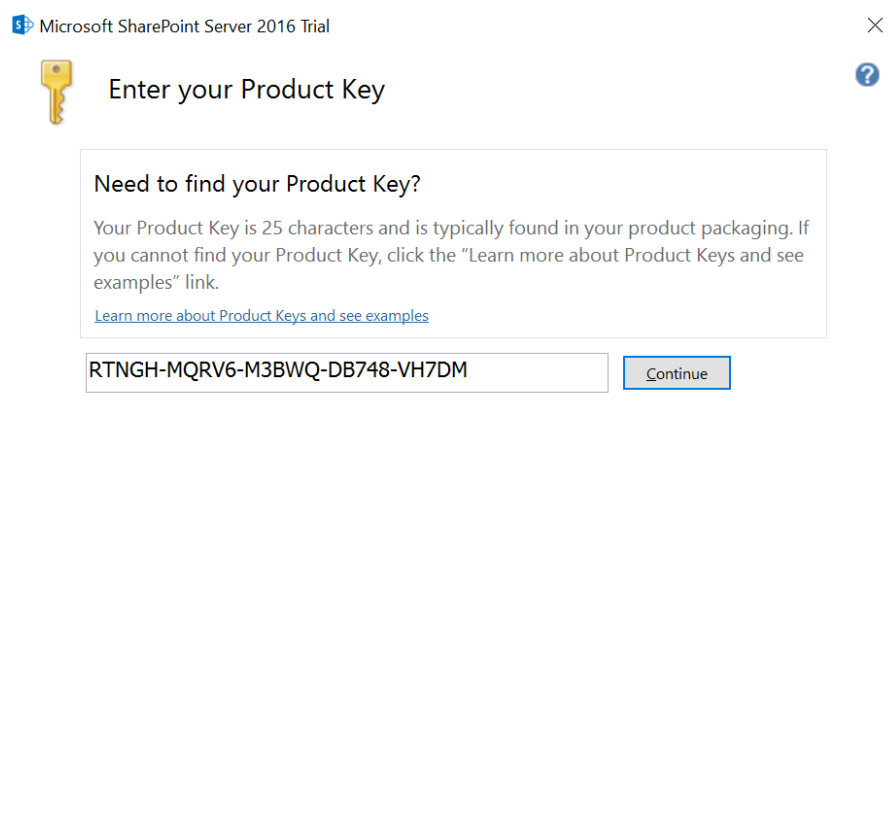 Microsoft SharePoint Server 2016 Trial
Enter your Product Key
Need to find your Product Key?
Your Product Key is 25 characters and is typically found in your product packaging. If
you cannot find your Product Key, click the “Learn more about Product Keys and see
examples” link.
Learn more about Product Keys and see examples
RTNGH-MQRV6-M3BWQ-DB748-VH7DM
Continue